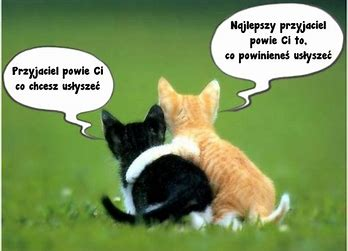 Przyjaciel powie Ci
co chcesz usłyszeć
Najlepszy przyjaciel
powie Ci to,
co powinieneś usłyszeć